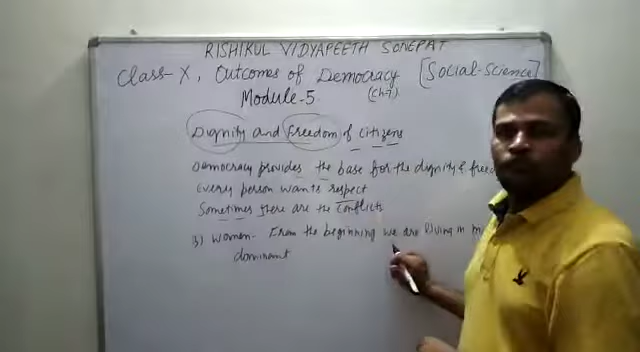 RISHIKUL VIDYAPEETH SONEPAT
Class-X, Outcomes of Democracy [Social-Science]
Module-5 (Ch-7)
Dignity and Freedom of Citizens
Democracy provides the base for the dignity &
Every person wants respect
Sometimes there are the conflicts
3) Women- From the beginning we are living in
dominant